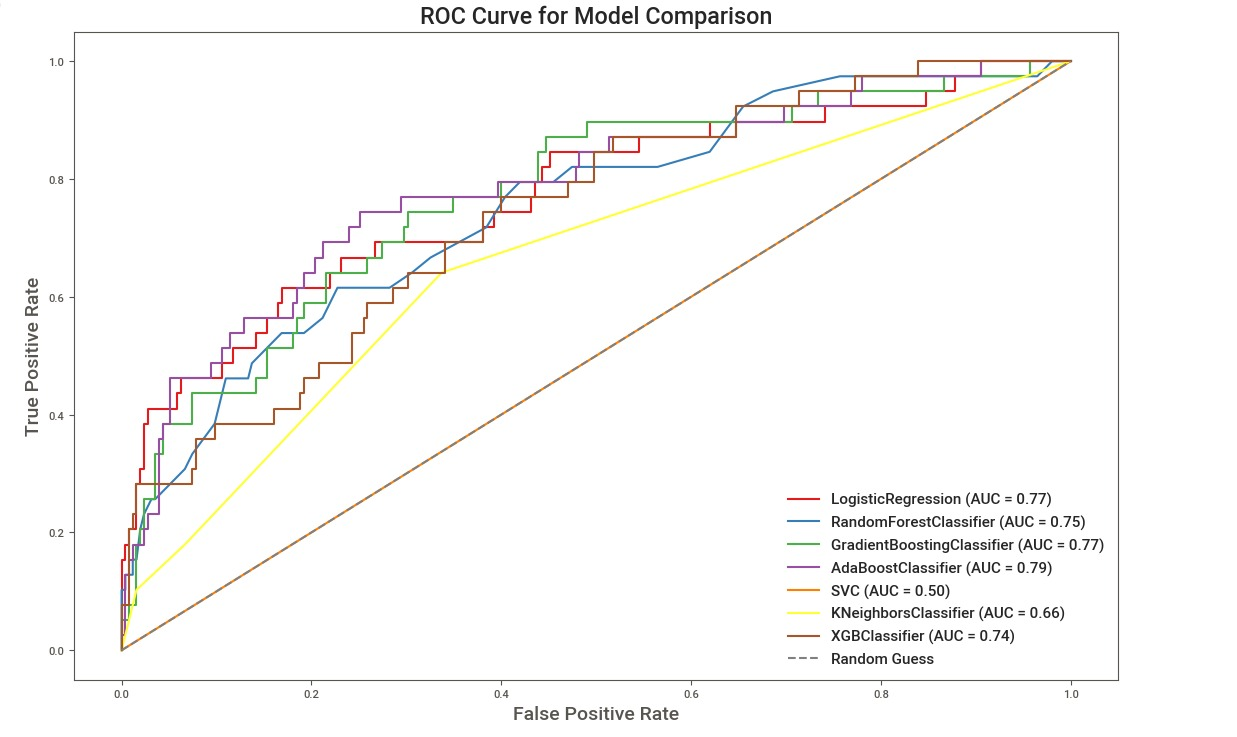 ROC Curve for Model Comparison
1.0
0.8
0.6
0.4
0.2
0.0
True Positive Rate
LogisticRegression (AUC = 0.77)
RandomForestClassifier (AUC = 0.75)
GradientBoostingClassifier (AUC = 0.77)
AdaBoostClassifier (AUC = 0.79)
SVC (AUC = 0.50)
KNeighborsClassifier (AUC = 0.66)
XGBClassifier (AUC = 0.74)
Random Guess
0.0 0.2 0.4 0.6 0.8 1.0
False Positive Rate